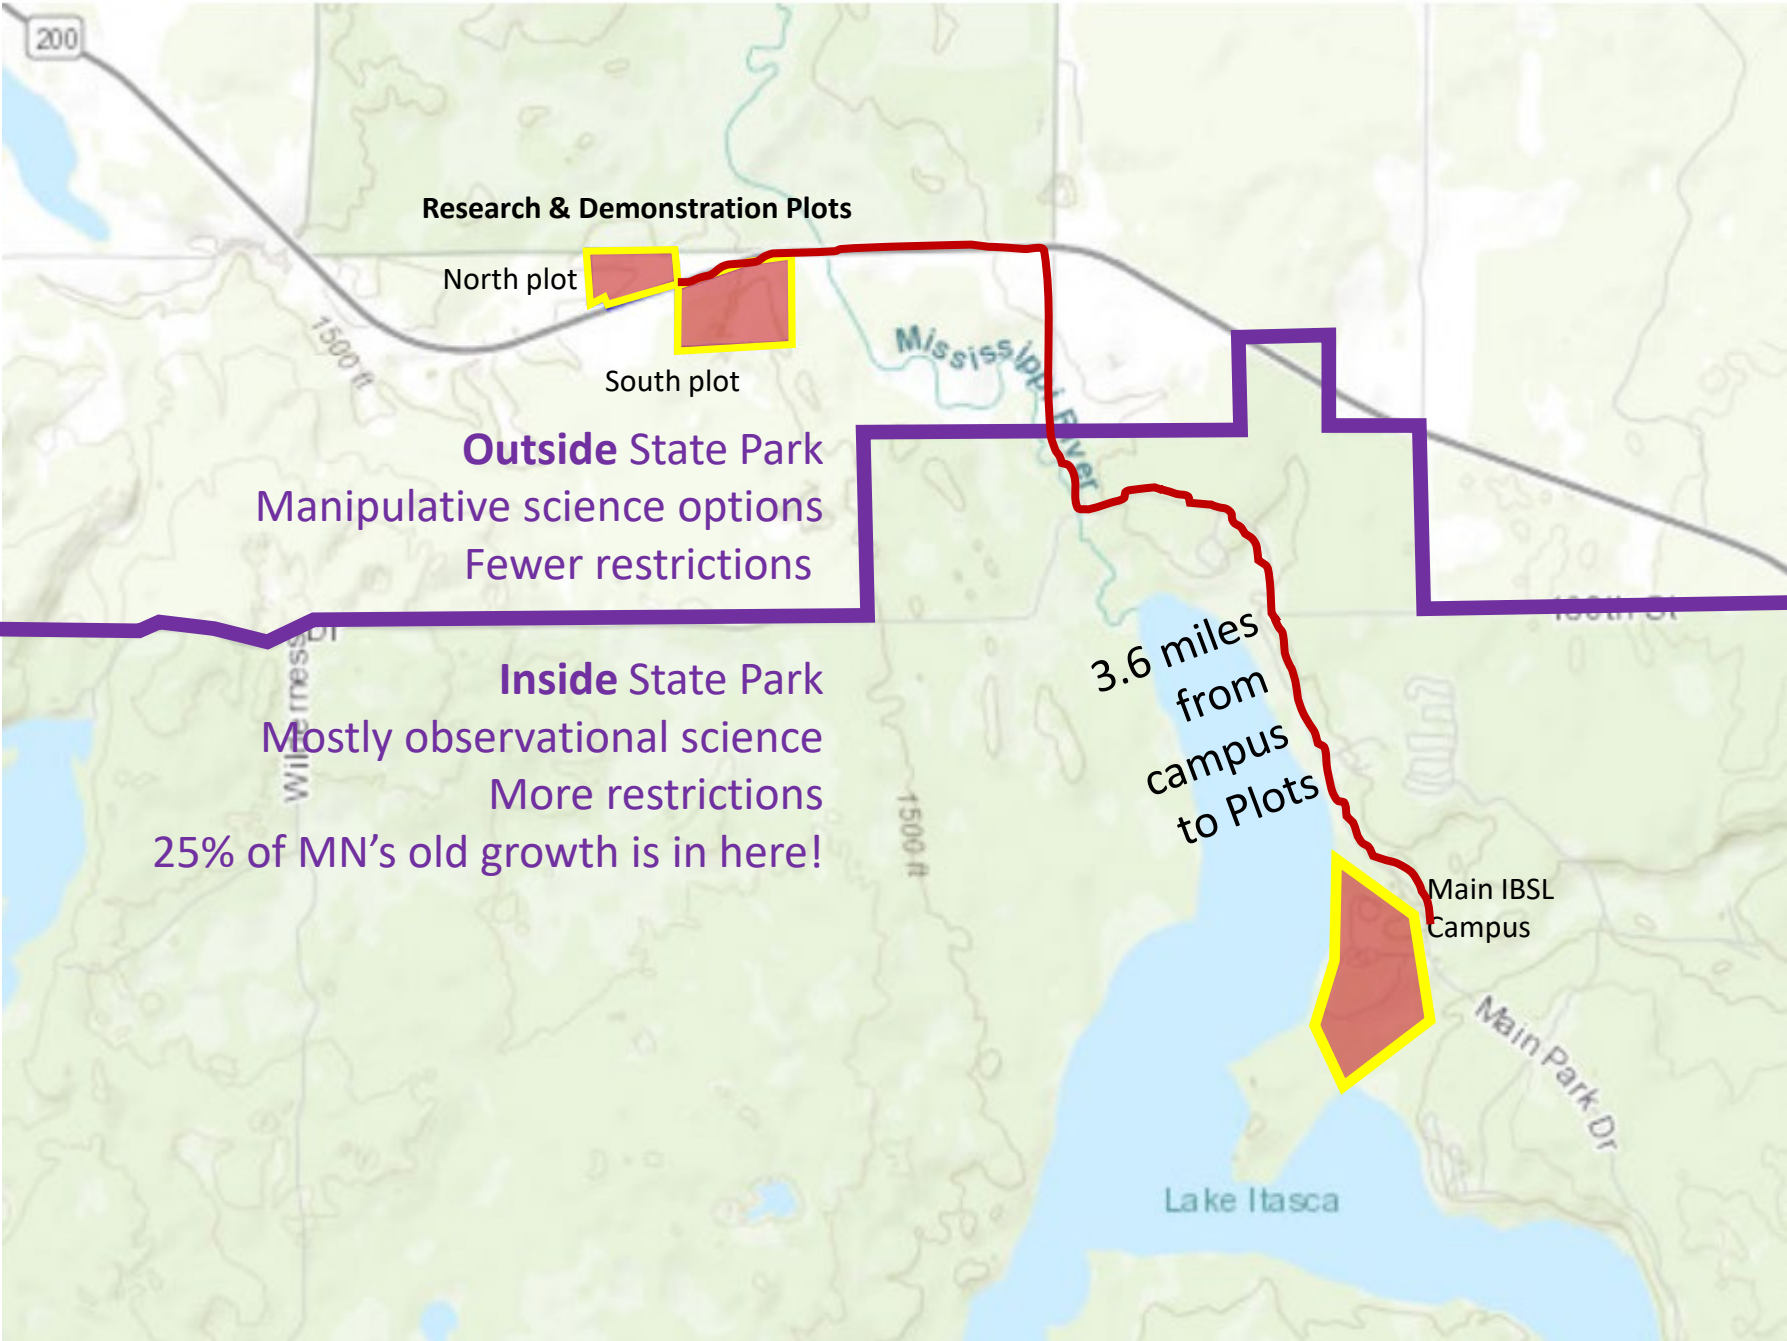 200
Research & Demonstration Plots
North plot
1500 ft
South plot
Mississippi River
Outside State Park
Manipulative science options
Fewer restrictions
Wilderness Dr
Inside State Park
Mostly observational science
More restrictions
25% of MN’s old growth is in here!
1500 ft
3.6 miles
from
campus
to Plots
Main IBSL
Campus
Main Park Dr
Lake Itasca